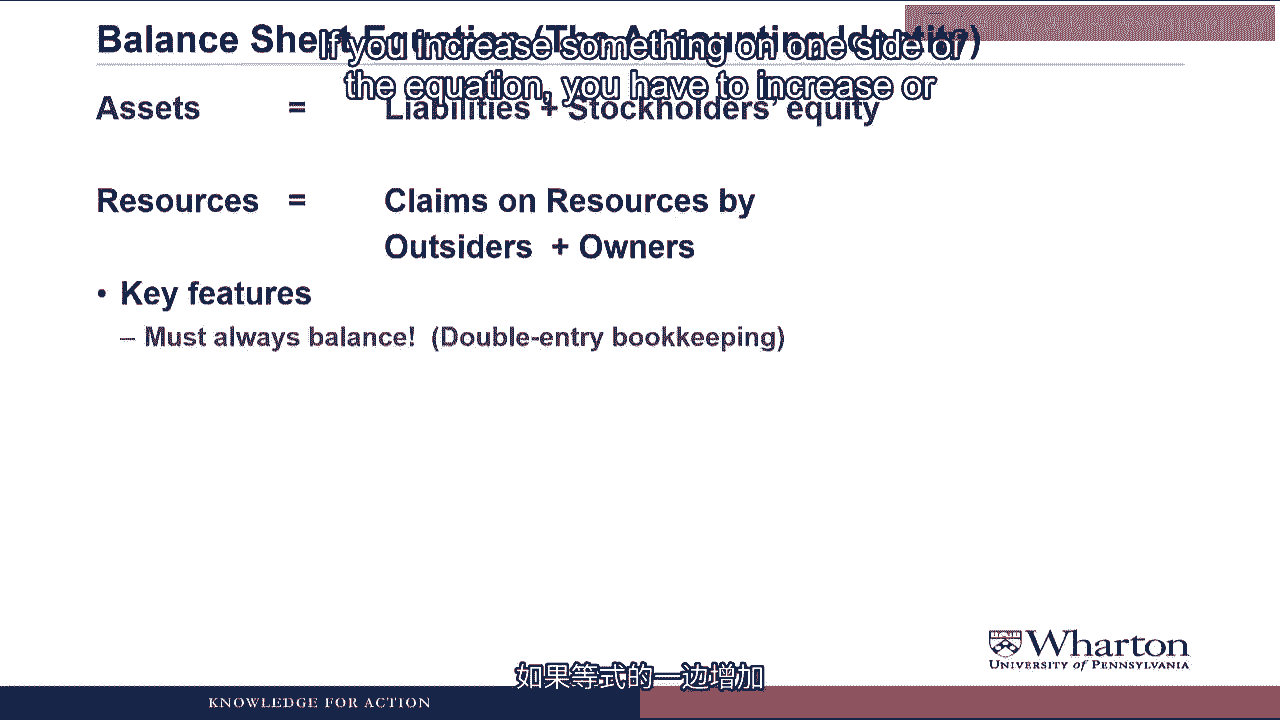 Balance Sheet Equation (The Accounting Identity)
If you increase something on one side of
the equation, you have to increase or
Assets = Liabilities + Stockholders' equity
Resources = Claims on Resources by
Outsiders + Owners
• Key features
– Must always balance! (Double-entry bookkeeping)
Wharton
UNIVERSITY of PENNSYLVANIA
如果等式的一边增加
KNOWLEDGE FOR ACTION